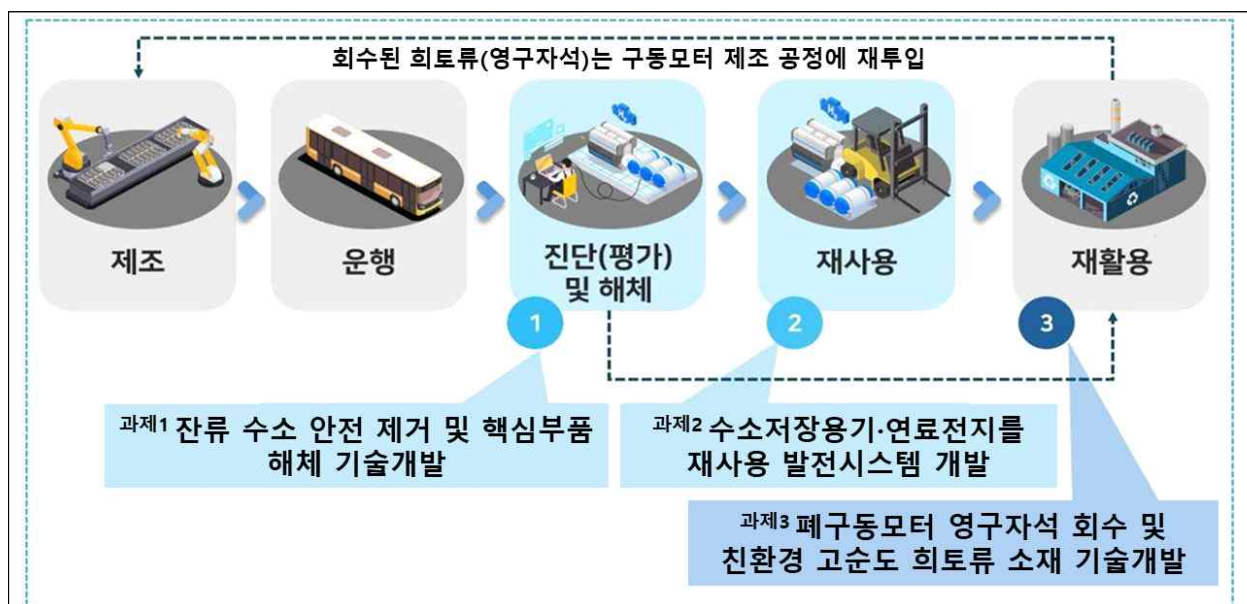 회수된 희토류(영구자석)는 구동모터 제조 공정에 재투입
제조
운행
진단(평가)
및 해체
재사용
재활용
1
2
3
과제1 잔류 수소 안전 제거 및 핵심부품
해체 기술개발
과제2 수소저장용기·연료전지를
재사용 발전시스템 개발
과제3 폐구동모터 영구자석 회수 및
친환경 고순도 희토류 소재 기술개발